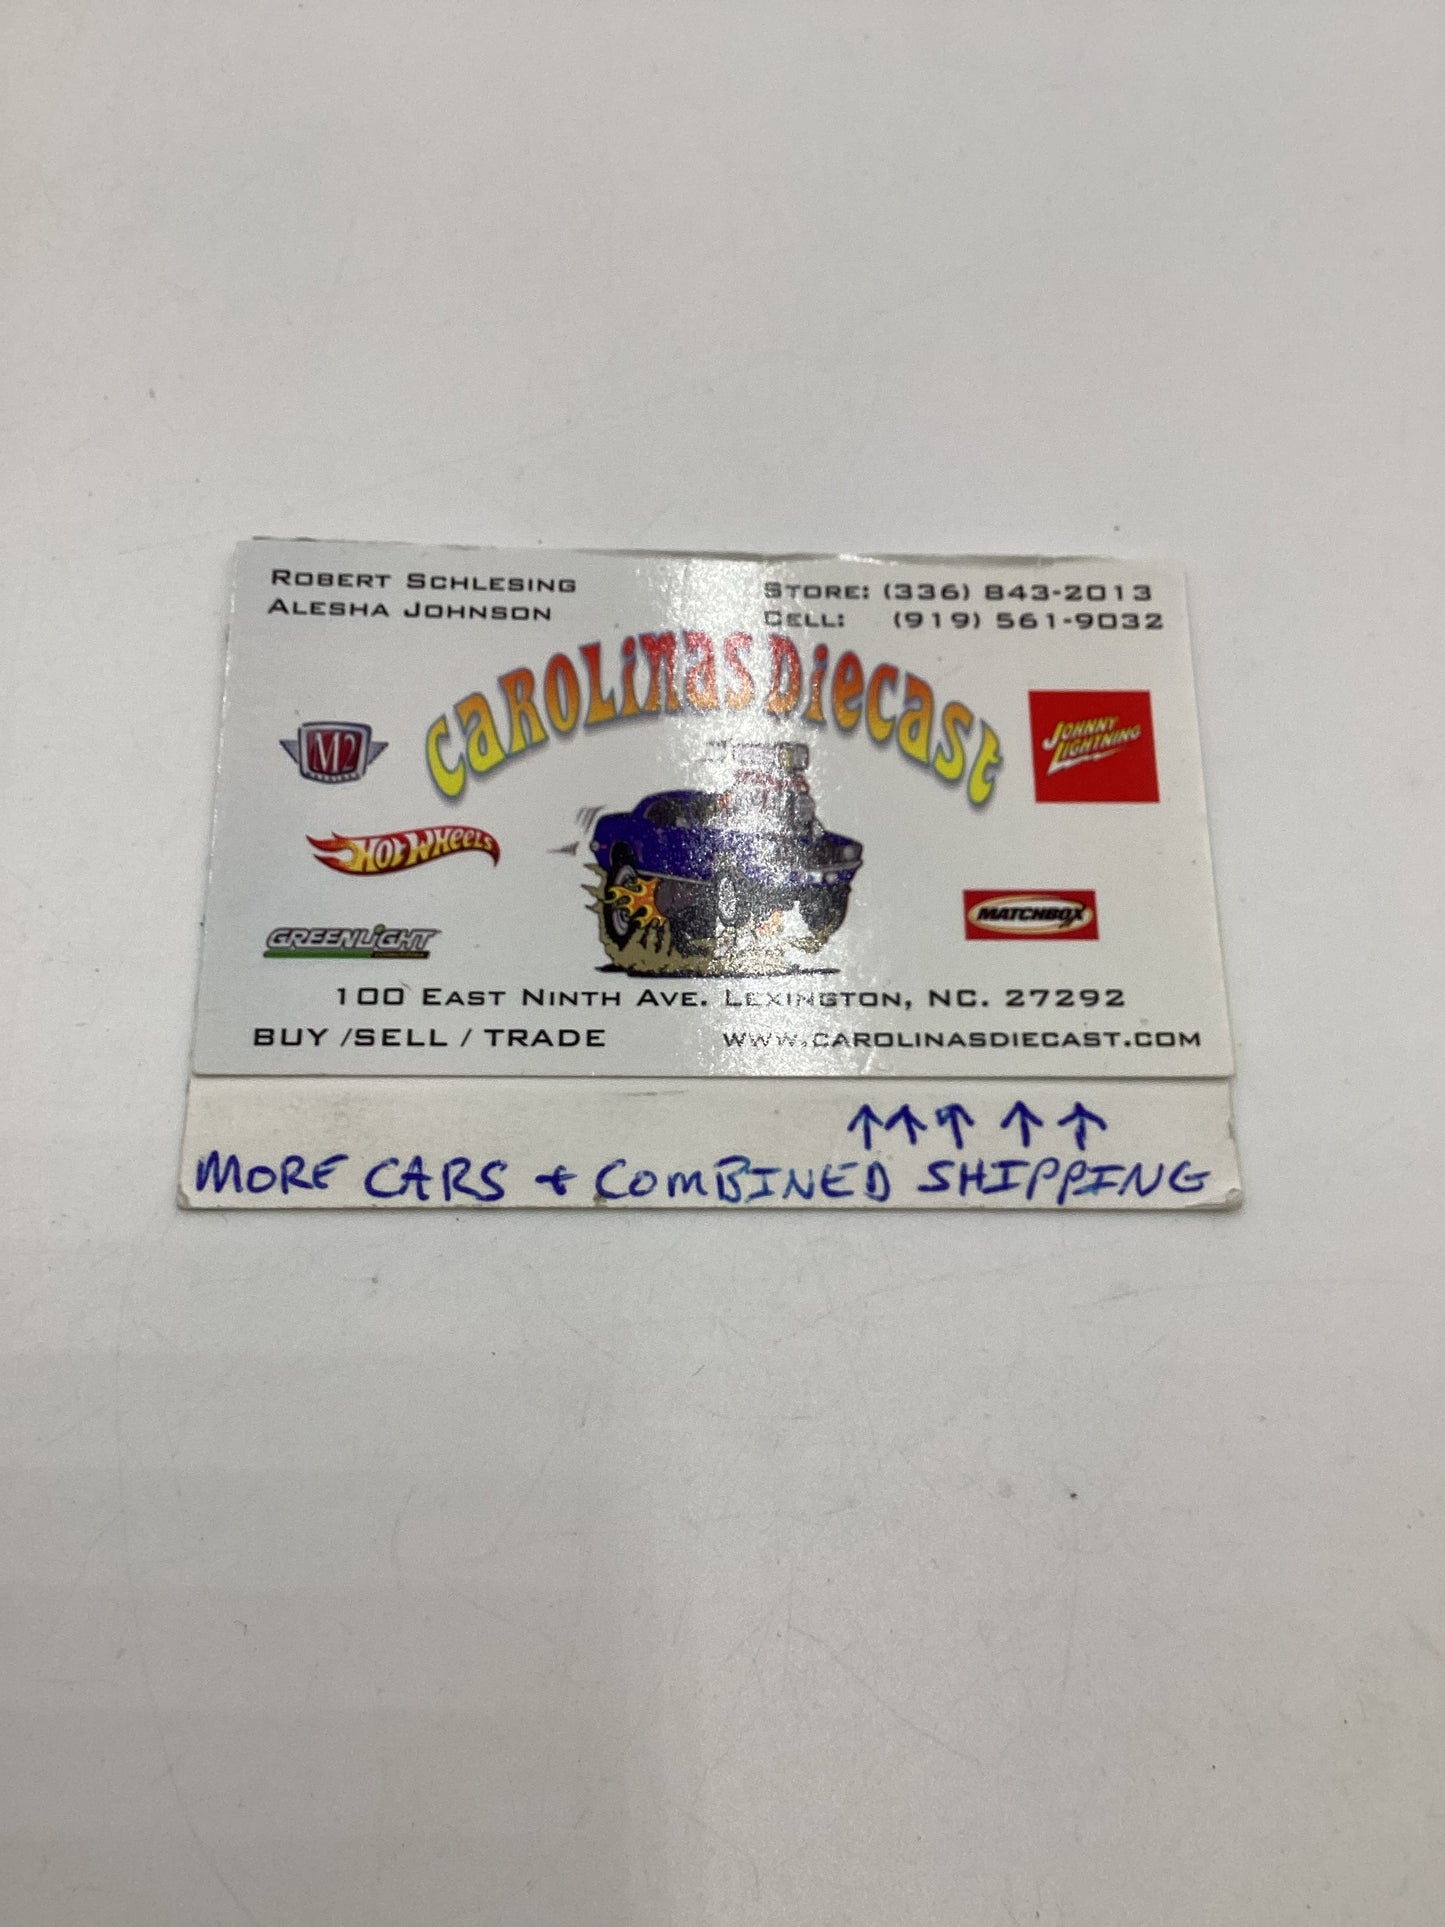 ROBERT SCHLESING
ALESHA JOHNSON
STORE: (336) 843-2013
CELL: (919) 561-9032
CAROLINAS DIECAST
M2
JOHNNY LIGHTNING
HOT WHEELS
MATCHBOX
GREENLIGHT
100 EAST NINTH AVE. LEXINGTON, NC. 27292
BUY /SELL / TRADE
WWW.CAROLINASDIECAST.COM
↑ ↑ ↑ ↑ ↑
MORE CARS + COMBINED SHIPPING